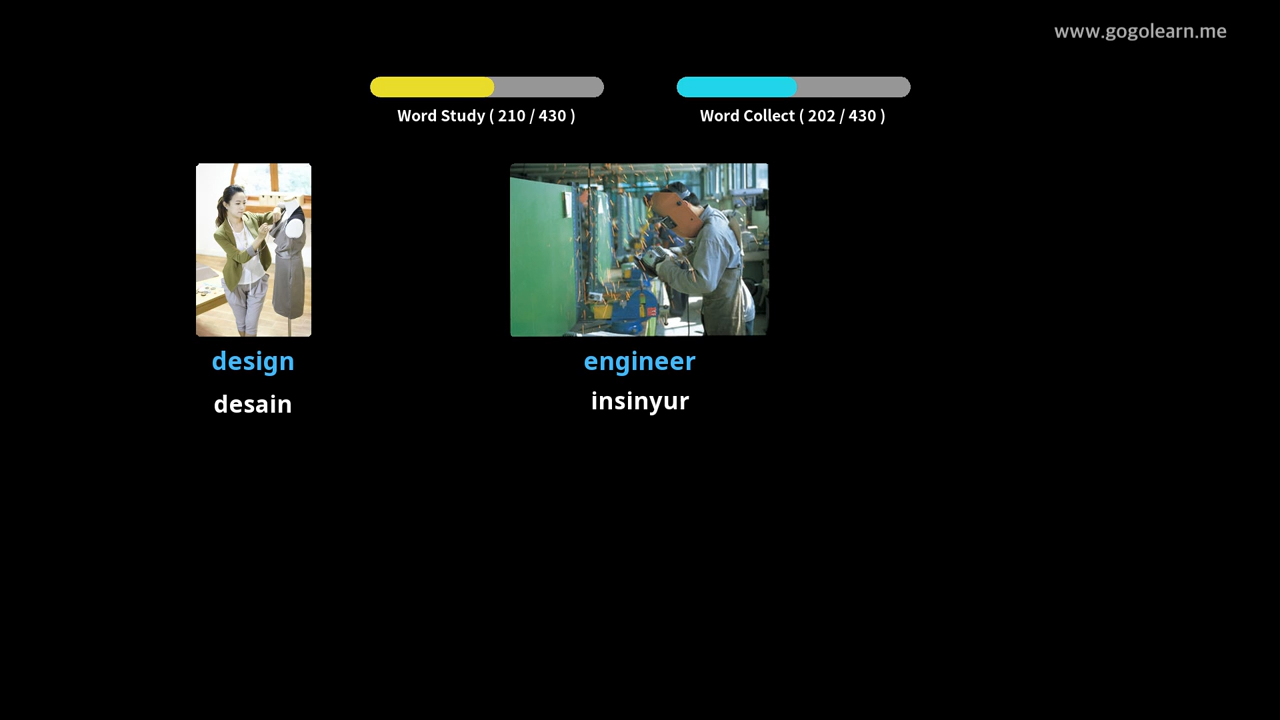 www.gogolearn.me
Word Study ( 210 / 430 )
Word Collect ( 202 / 430 )
design
desain
engineer
insinyur